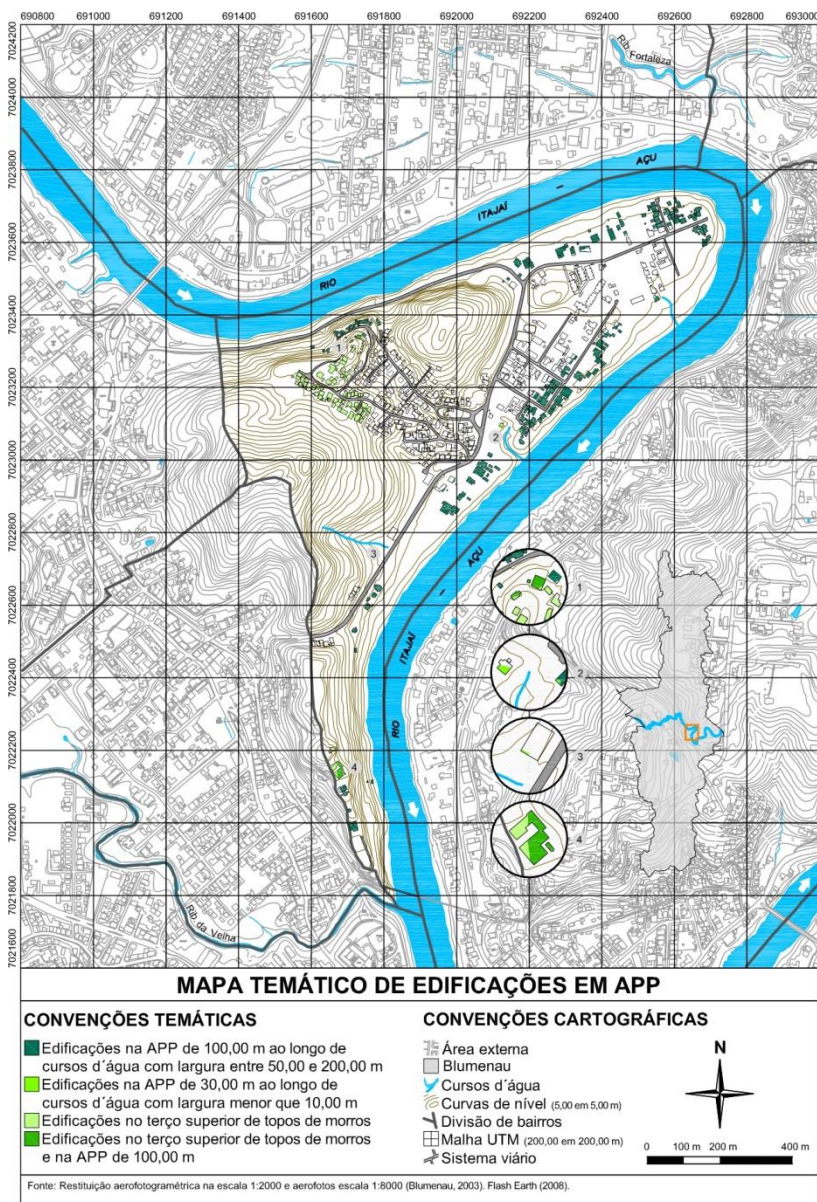 690800 691000 691200 691400 691600 691800 692000 692200 692400 692600 692800 693000
7024200
7024000
7023800
7023600
7023400
7023200
7023000
7022800
7022600
7022400
7022200
7022000
7021800
7021600
Rib. Fortaleza
RIO ITAJAÍ - AÇU
1
2
3
4
RIO ITAJAÍ - AÇU
Rib. da Velha
1
2
3
4
MAPA TEMÁTICO DE EDIFICAÇÕES EM APP
CONVENÇÕES TEMÁTICAS
Edificações na APP de 100,00 m ao longo de
cursos d´água com largura entre 50,00 e 200,00 m
Edificações na APP de 30,00 m ao longo de
cursos d´água com largura menor que 10,00 m
Edificações no terço superior de topos de morros
Edificações no terço superior de topos de morros
e na APP de 100,00 m
CONVENÇÕES CARTOGRÁFICAS
Área externa
Blumenau
Cursos d´água
Curvas de nível (5,00 em 5,00 m)
Divisão de bairros
Malha UTM (200,00 em 200,00 m)
Sistema viário
N
0 100 m 200 m 400 m
Fonte: Restituição aerofotogramétrica na escala 1:2000 e aerofotos escala 1:8000 (Blumenau, 2003). Flash Earth (2008).